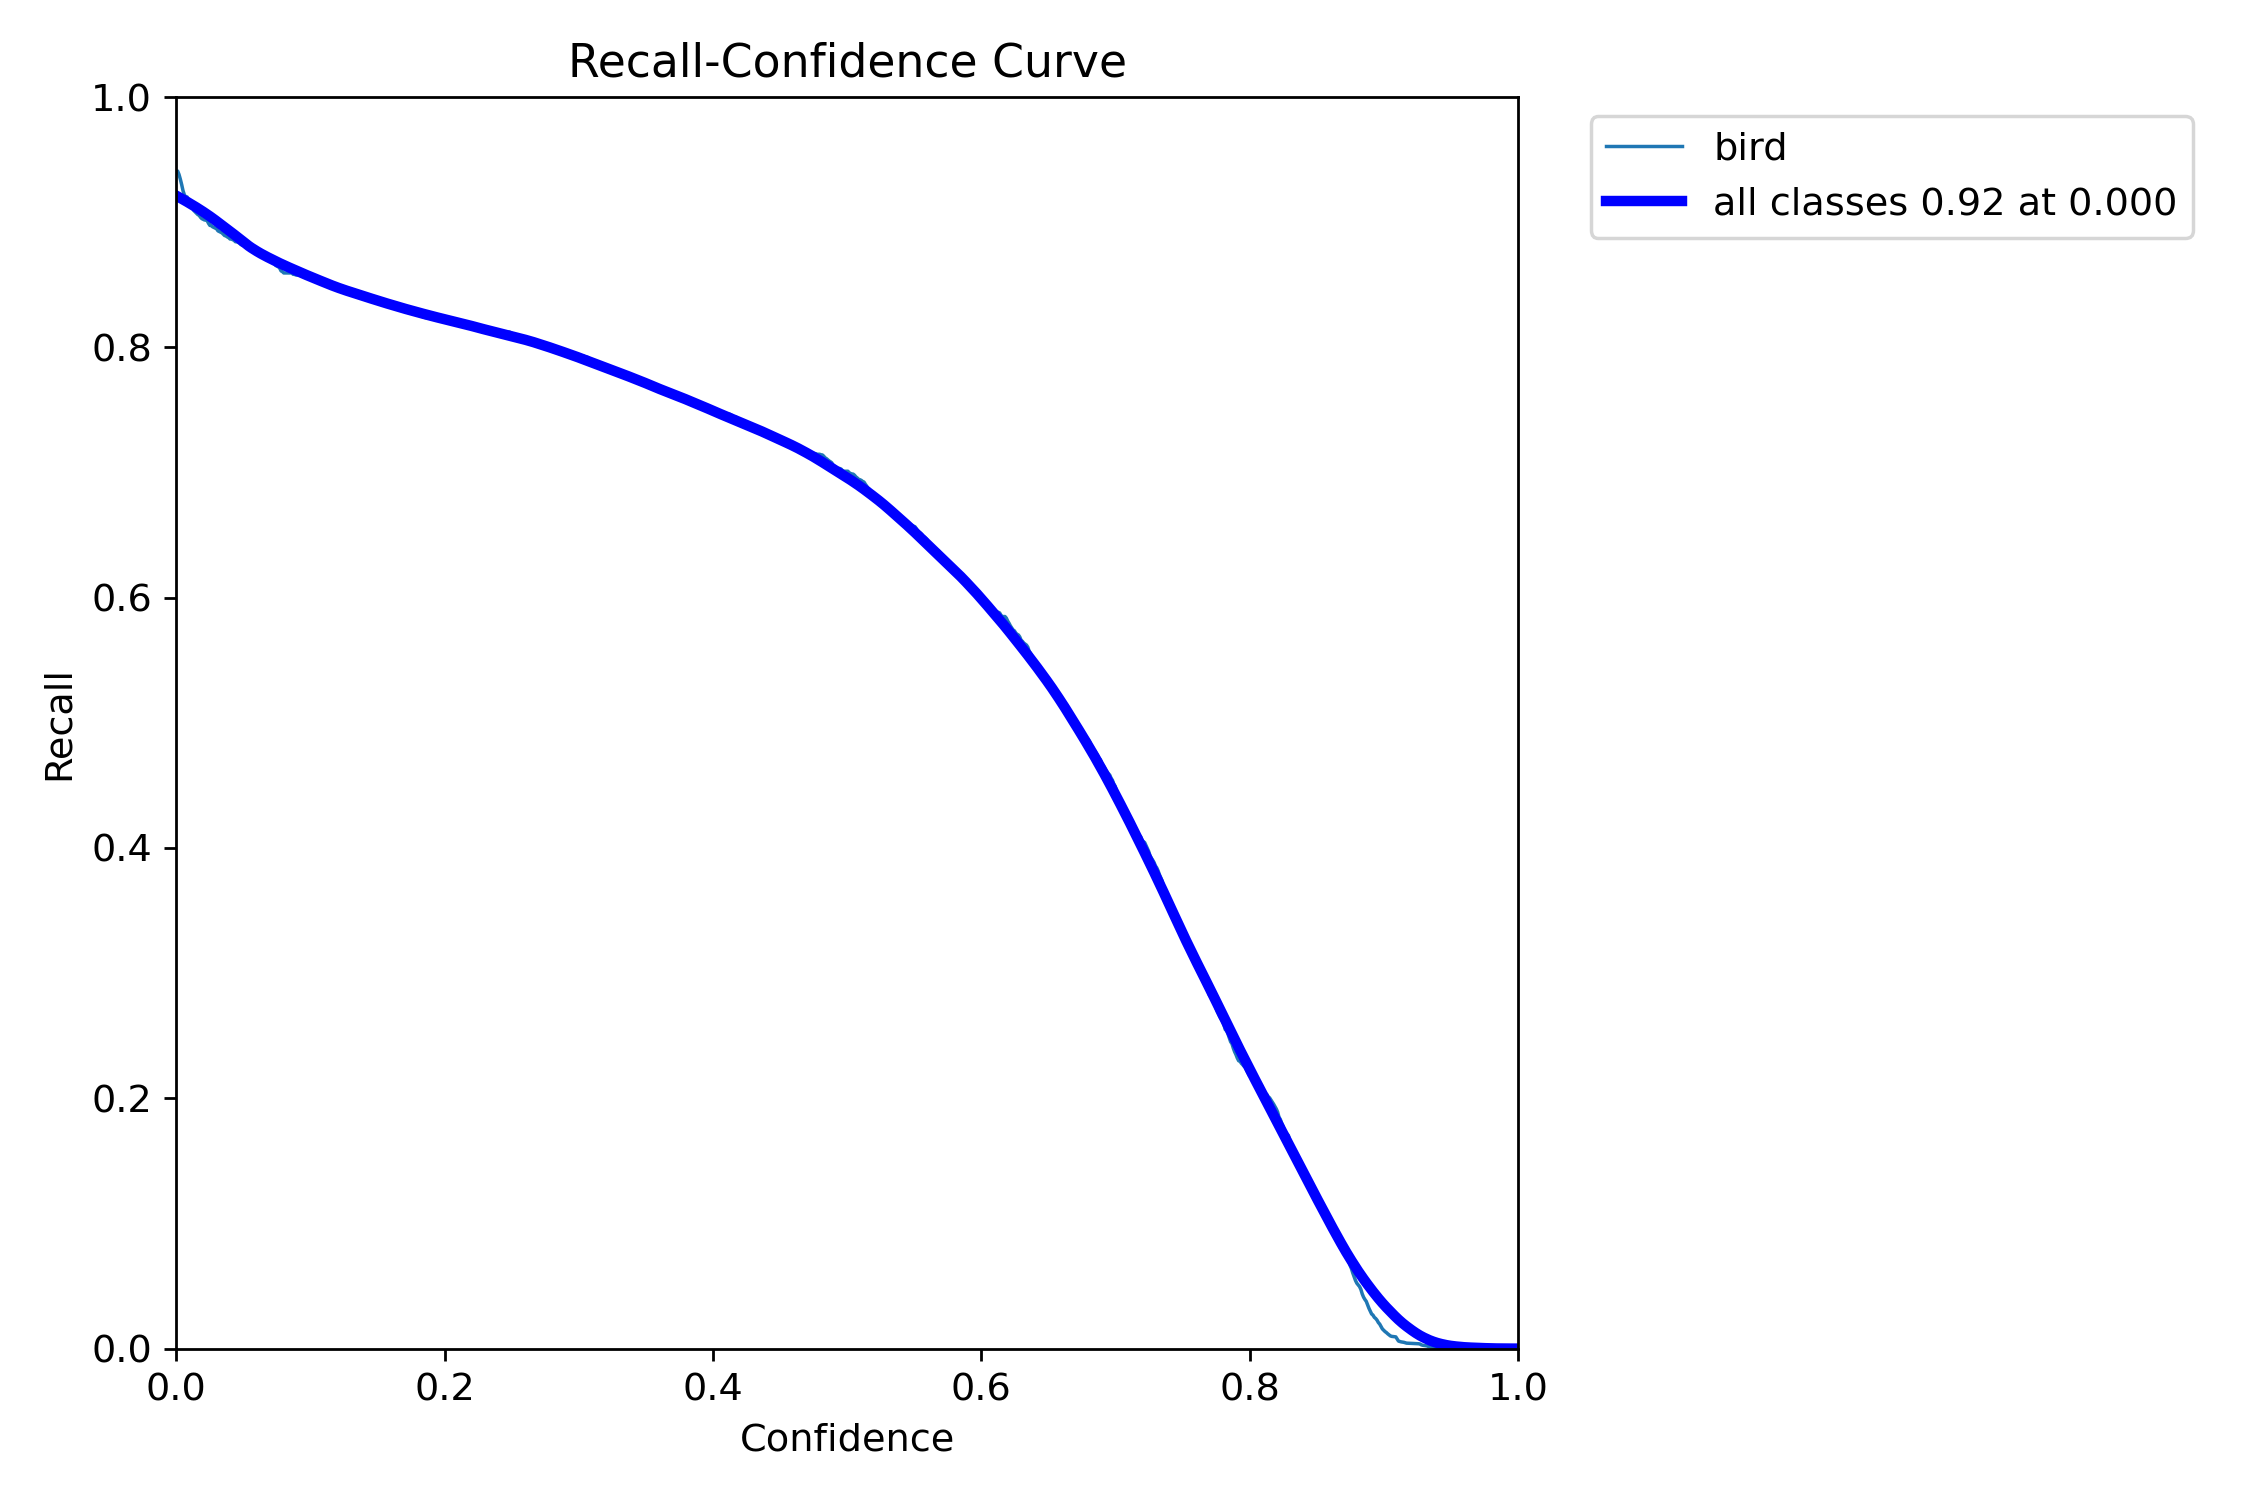 Recall-Confidence Curve
1.0
0.8
0.6
0.4
0.2
0.0
Recall
0.0 0.2 0.4 0.6 0.8 1.0
Confidence
bird
all classes 0.92 at 0.000